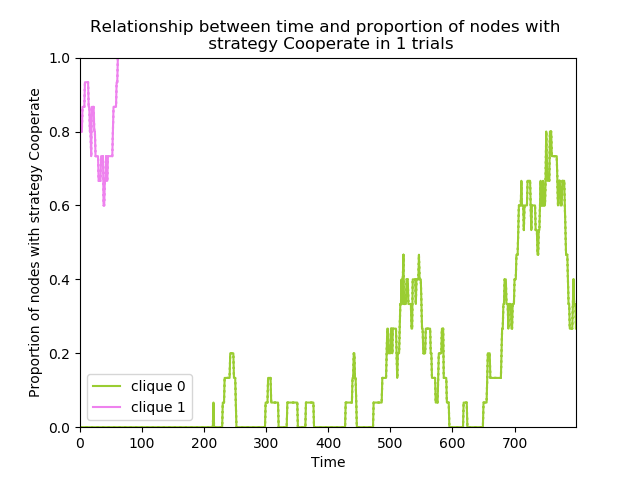 Relationship between time and proportion of nodes with
strategy Cooperate in 1 trials
Proportion of nodes with strategy Cooperate
1.0
0.8
0.6
0.4
0.2
0.0
clique 0
clique 1
0 100 200 300 400 500 600 700
Time